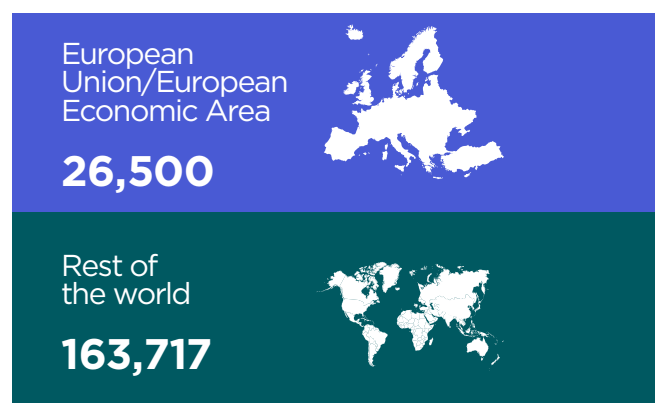 European
Union/European
Economic Area
26,500
Rest of
the world
163,717